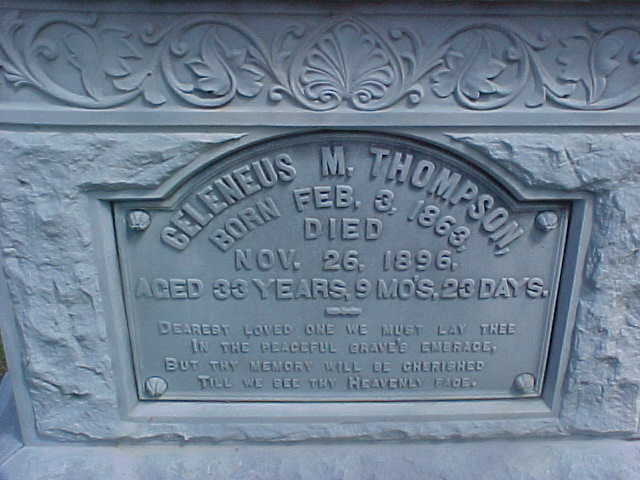 CELENEUS M. THOMPSON,
BORN FEB. 3, 1863.
DIED
NOV. 26, 1896,
AGED 33 YEARS, 9 MO'S, 23 DAYS.
DEAREST LOVED ONE WE MUST LAY THEE
IN THE PEACEFUL GRAVE'S EMBRACE,
BUT THY MEMORY WILL BE CHERISHED
TILL WE SEE THY HEAVENLY FACE.